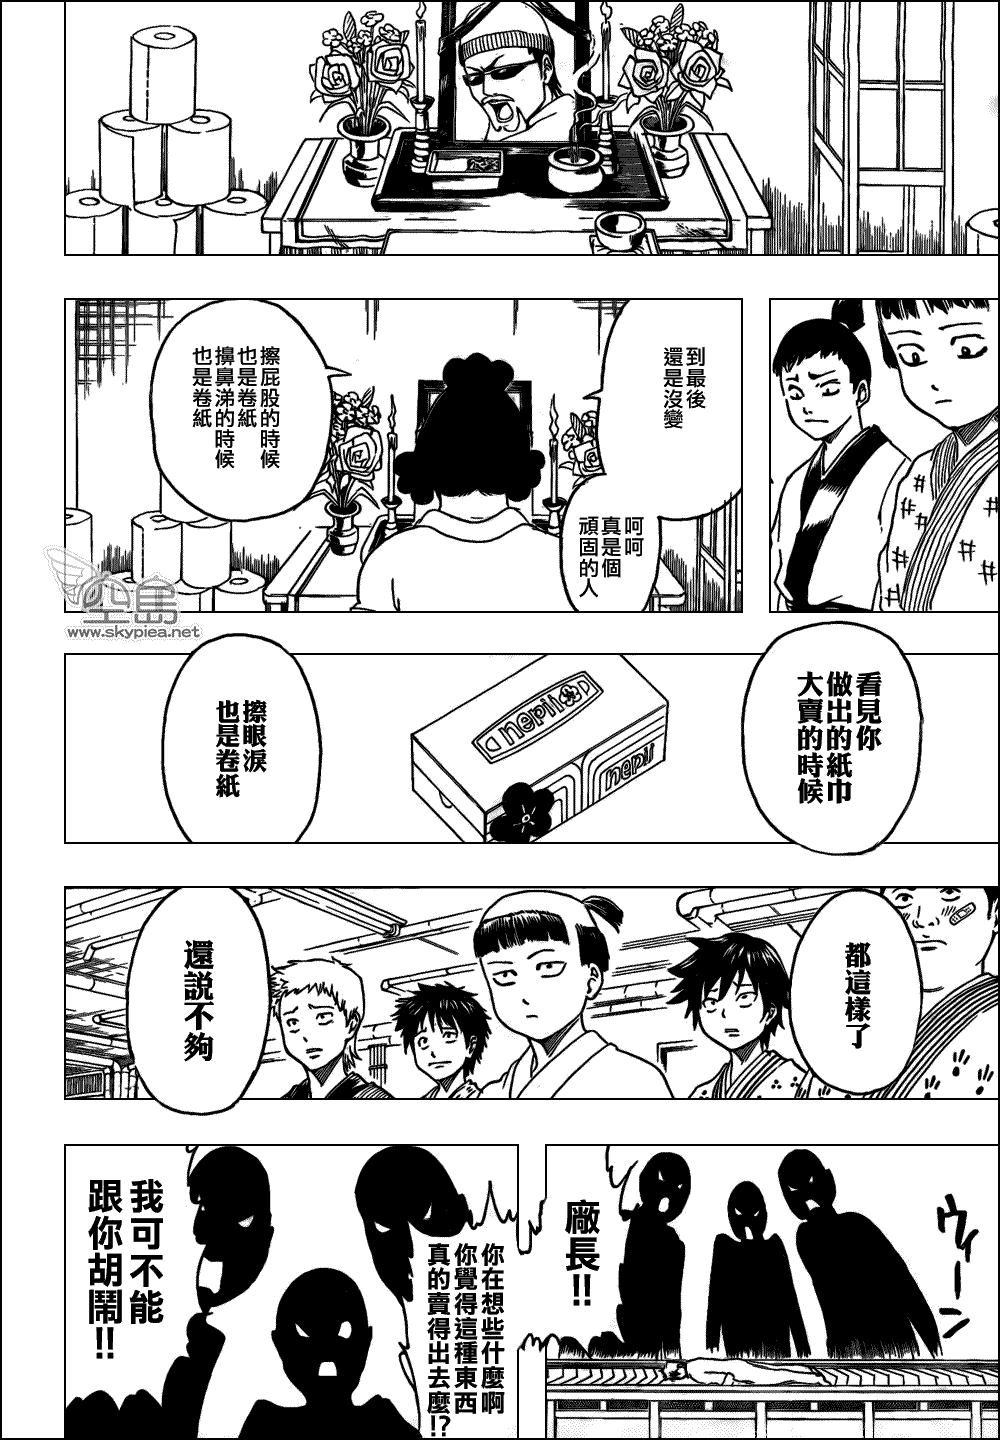 到最後
還是沒變
呵呵
真是個
頑固的人
擦屁股的時候
也是卷紙
擤鼻涕的時候
也是卷紙
空島
www.skypiea.net
看見你
做出的紙巾
大賣的時候
nepii
nepii
擦眼淚
也是卷紙
都這樣了
還説不夠
ウィーン
廠長!!
你在想些什麼啊
你覺得這種東西
真的賣得出去麼!?
我可不能
跟你胡鬧!!